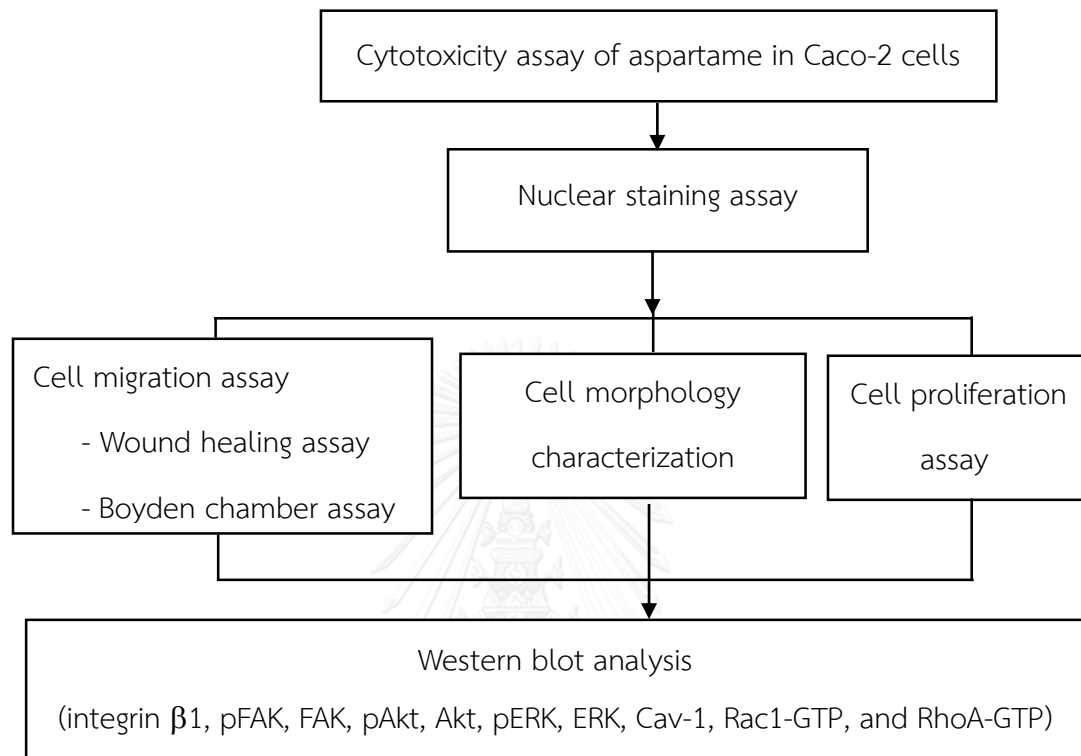 Cytotoxicity assay of aspartame in Caco-2 cells
Nuclear staining assay
Cell migration assay
- Wound healing assay
- Boyden chamber assay
Cell morphology
characterization
Cell proliferation
assay
Western blot analysis
(integrin β1, pFAK, FAK, pAkt, Akt, pERK, ERK, Cav-1, Rac1-GTP, and RhoA-GTP)